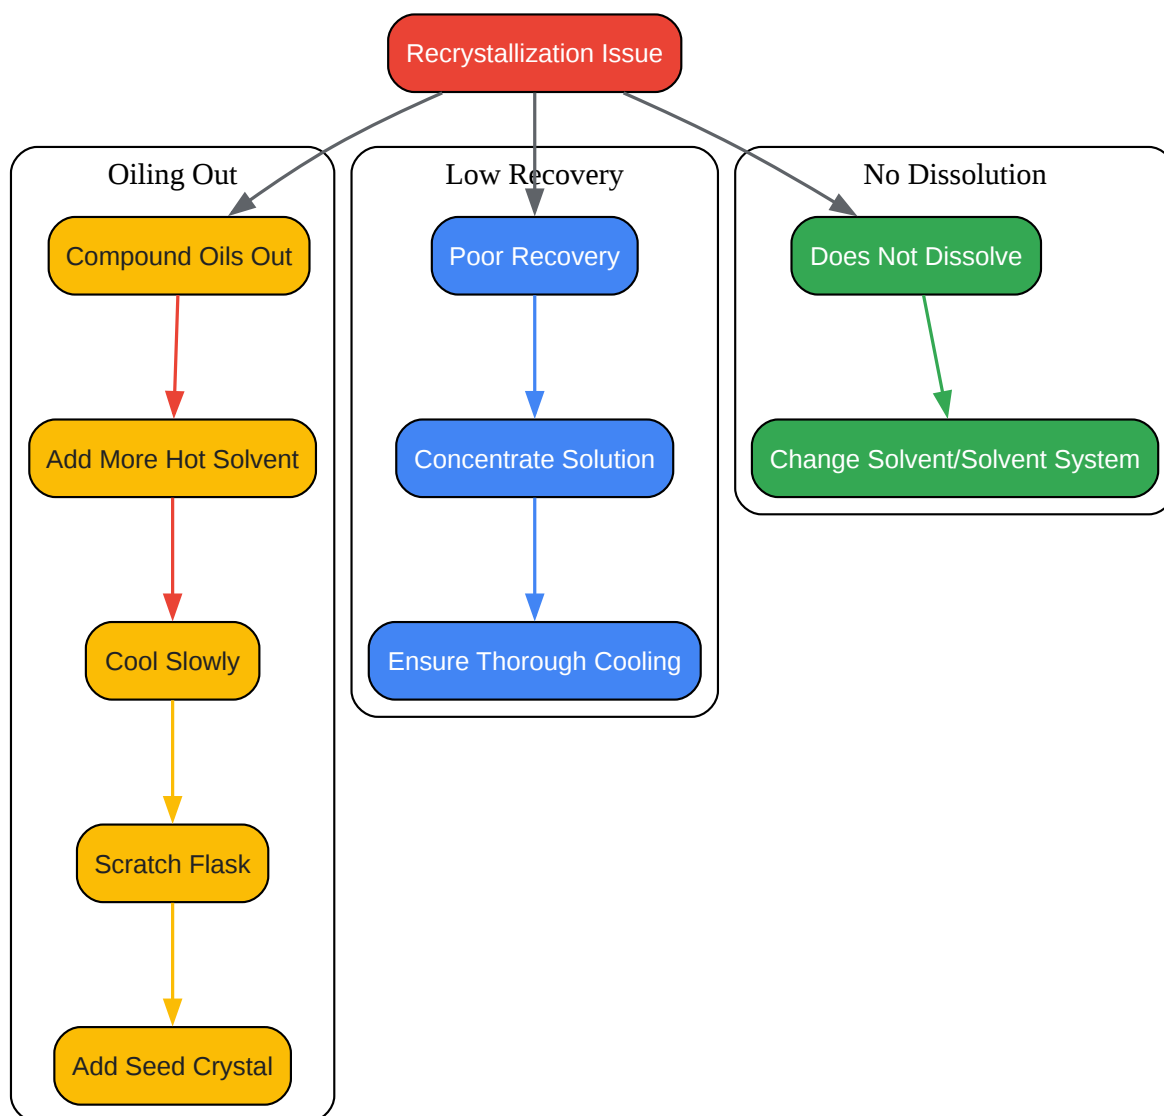 Recrystallization Issue
Oiling Out
Low Recovery
No Dissolution
Compound Oils Out
Poor Recovery
Does Not Dissolve
Add More Hot Solvent
Concentrate Solution
Change Solvent/Solvent System
Cool Slowly
Ensure Thorough Cooling
Scratch Flask
Add Seed Crystal